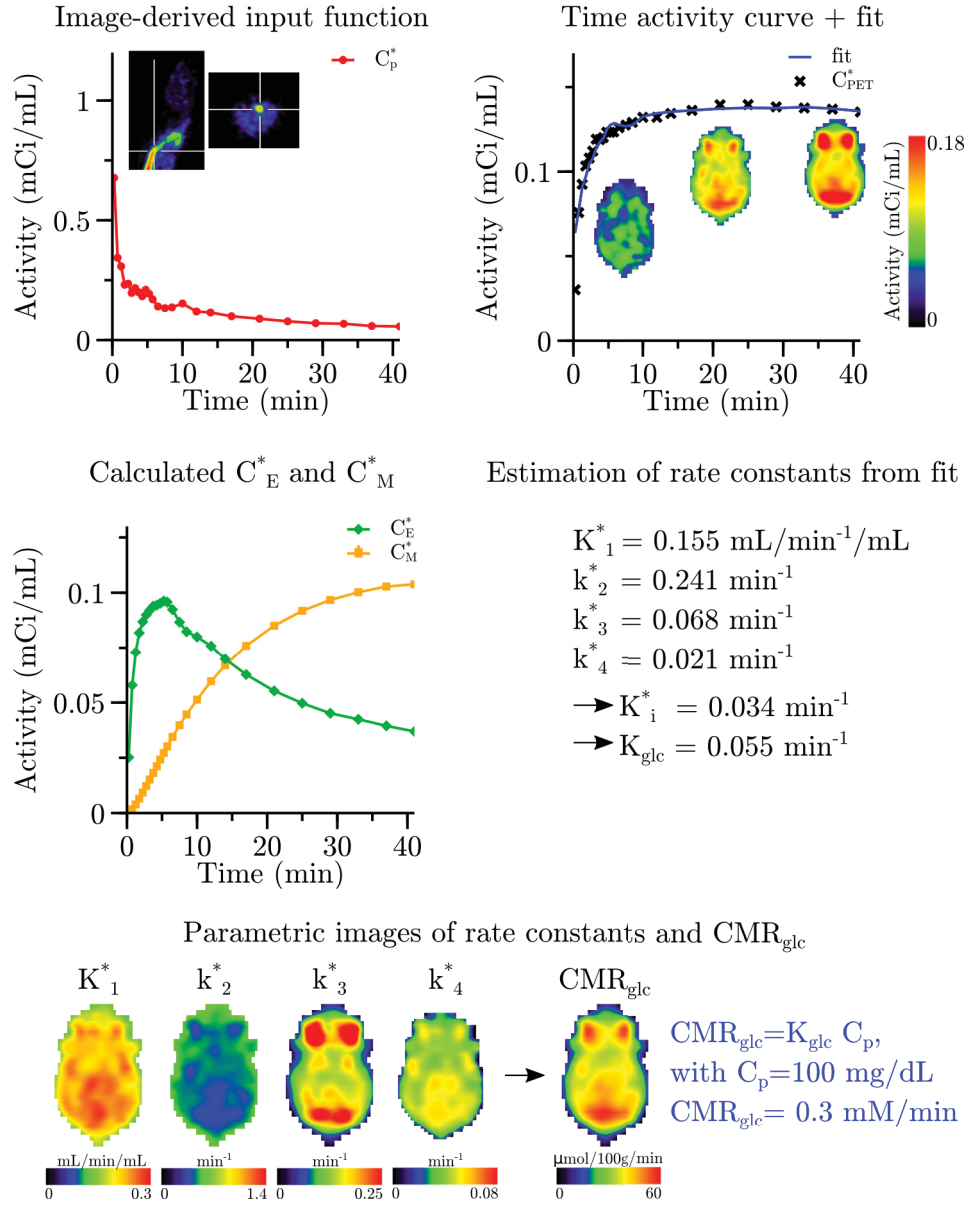 Image-derived input function
C*p
Activity (mCi/mL)
1
0.5
0
0 10 20 30 40
Time (min)
Time activity curve + fit
fit
C*PET
Activity (mCi/mL)
0.1
0
0 10 20 30 40
Time (min)
Activity (mCi/mL)
0.18
0
Calculated C*E and C*M
C*E
C*M
Activity (mCi/mL)
0.1
0.05
0
0 10 20 30 40
Time (min)
Estimation of rate constants from fit
K*1 = 0.155 mL/min-1/mL
k*2 = 0.241 min-1
k*3 = 0.068 min-1
k*4 = 0.021 min-1
→ K*i = 0.034 min-1
→ Kglc = 0.055 min-1
Parametric images of rate constants and CMRglc
K*1 k*2 k*3 k*4 CMRglc
CMRglc=Kglc Cp,
with Cp=100 mg/dL
CMRglc= 0.3 mM/min
mL/min/mL min-1 min-1 min-1 µmol/100g/min
0 0.3 0 1.4 0 0.25 0 0.08 0 60